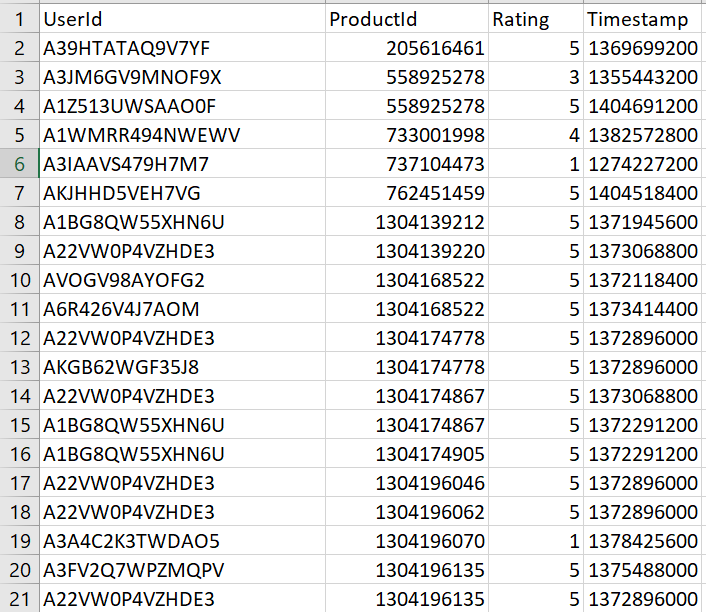 1 UserId ProductId Rating Timestamp
2 A39HTATAQ9V7YF 205616461 5 1369699200
3 A3JM6GV9MNOF9X 558925278 3 1355443200
4 A1Z513UWSAAO0F 558925278 5 1404691200
5 A1WMRR494NWEWV 733001998 4 1382572800
6 A3IAAVS479H7M7 737104473 1 1274227200
7 AKJHHD5VEH7VG 762451459 5 1404518400
8 A1BG8QW55XHN6U 1304139212 5 1371945600
9 A22VW0P4VZHDE3 1304139220 5 1373068800
10 AVOGV98AYOFG2 1304168522 5 1372118400
11 A6R426V4J7AOM 1304168522 5 1373414400
12 A22VW0P4VZHDE3 1304174778 5 1372896000
13 AKGB62WGF35J8 1304174778 5 1372896000
14 A22VW0P4VZHDE3 1304174867 5 1373068800
15 A1BG8QW55XHN6U 1304174867 5 1372291200
16 A1BG8QW55XHN6U 1304174905 5 1372291200
17 A22VW0P4VZHDE3 1304196046 5 1372896000
18 A22VW0P4VZHDE3 1304196062 5 1372896000
19 A3A4C2K3TWDAO5 1304196070 1 1378425600
20 A3FV2Q7WPZMQPV 1304196135 5 1375488000
21 A22VW0P4VZHDE3 1304196135 5 1372896000